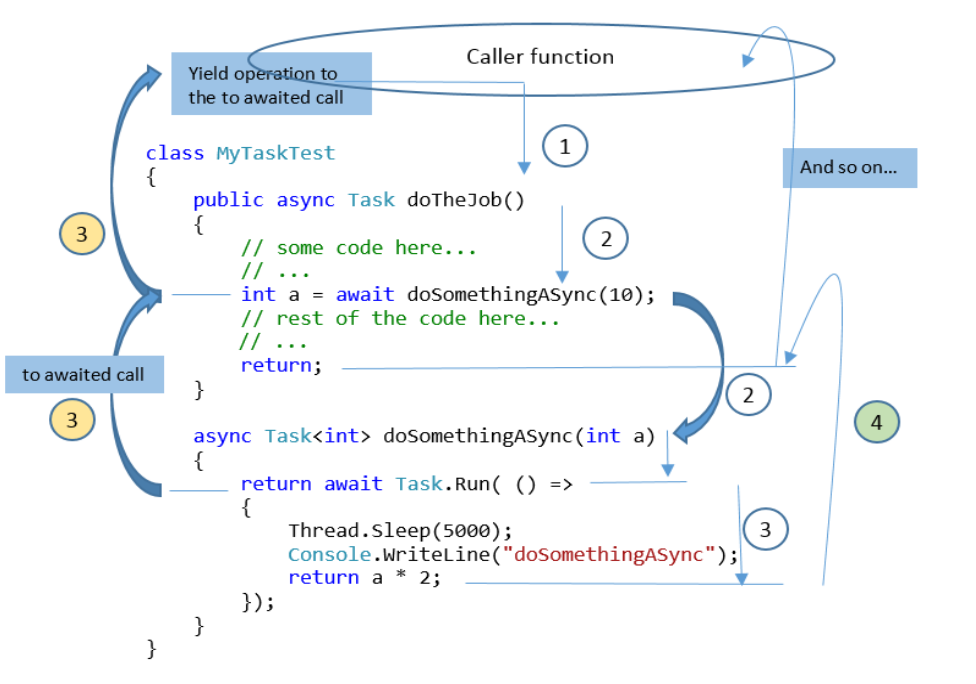 Caller function
Yield operation to
the to awaited call
1
class MyTaskTest
{
And so on...
public async Task doTheJob()
{
3
2
// some code here...
// ...
int a = await doSomethingASync(10);
// rest of the code here...
// ...
return;
to awaited call
}
2
3
4
async Task<int> doSomethingASync(int a)
{
return await Task.Run( () =>
{
3
Thread.Sleep(5000);
Console.WriteLine("doSomethingASync");
return a * 2;
});
}
}